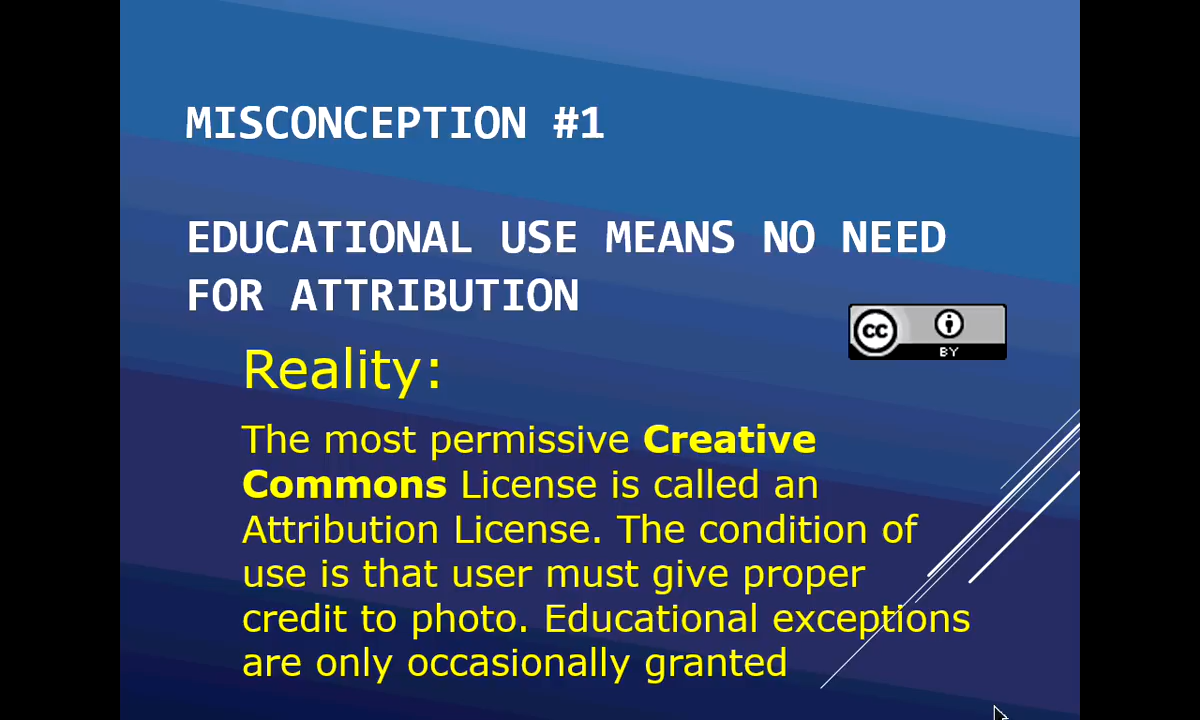 MISCONCEPTION #1
EDUCATIONAL USE MEANS NO NEED
FOR ATTRIBUTION
cc
BY
Reality:
The most permissive Creative
Commons License is called an
Attribution License. The condition of
use is that user must give proper
credit to photo. Educational exceptions
are only occasionally granted